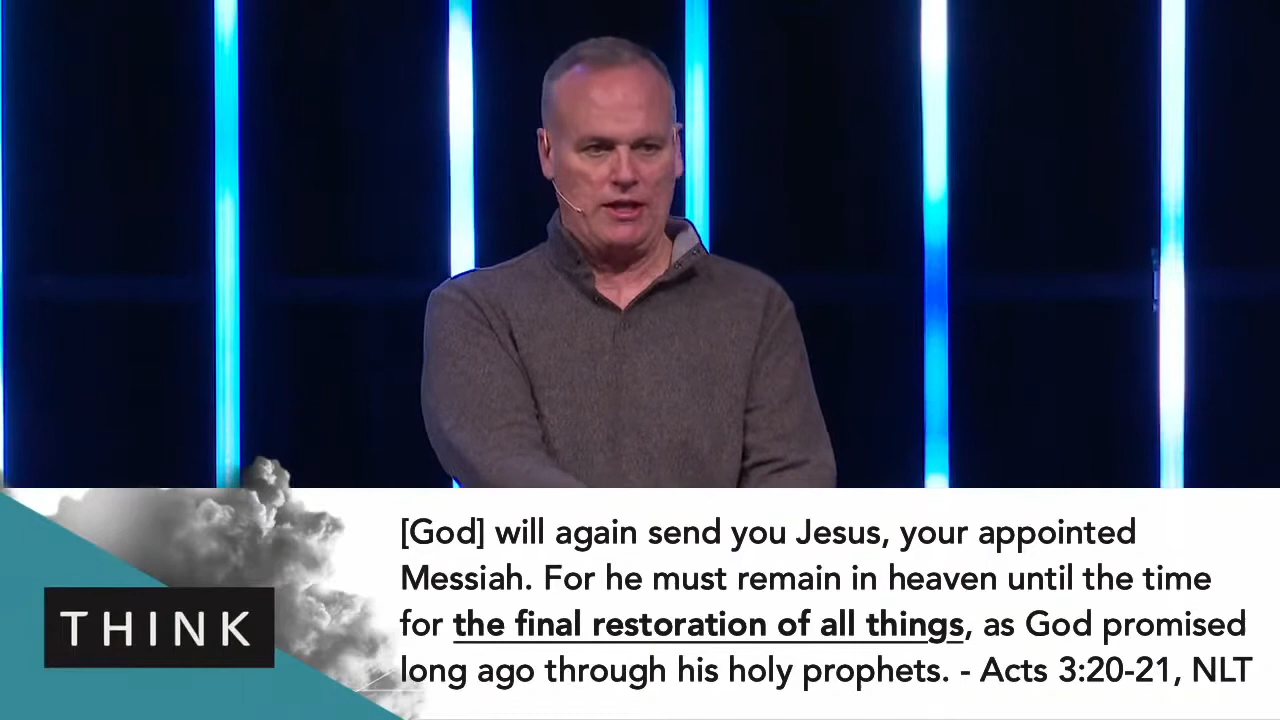 [God] will again send you Jesus, your appointed
Messiah. For he must remain in heaven until the time
for the final restoration of all things, as God promised
long ago through his holy prophets. - Acts 3:20-21, NLT
THINK